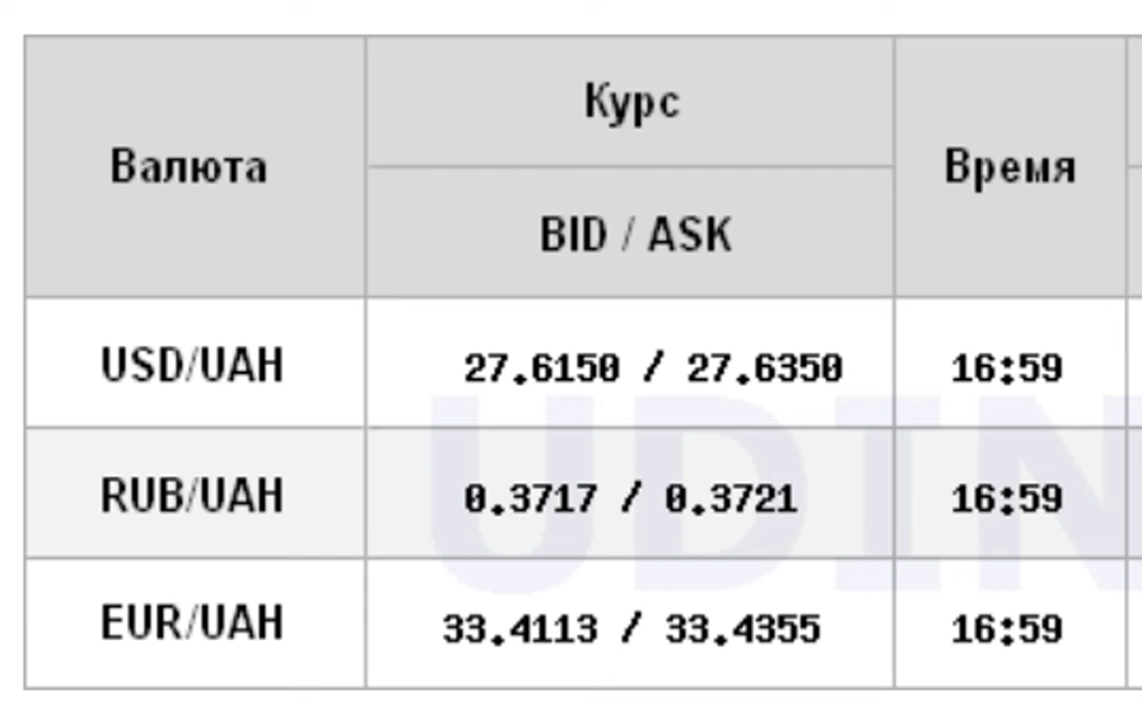 Валюта
Курс
BID / ASK
Время
USD/UAH 27.6150 / 27.6350 16:59
RUB/UAH 0.3717 / 0.3721 16:59
EUR/UAH 33.4113 / 33.4355 16:59
UDIN